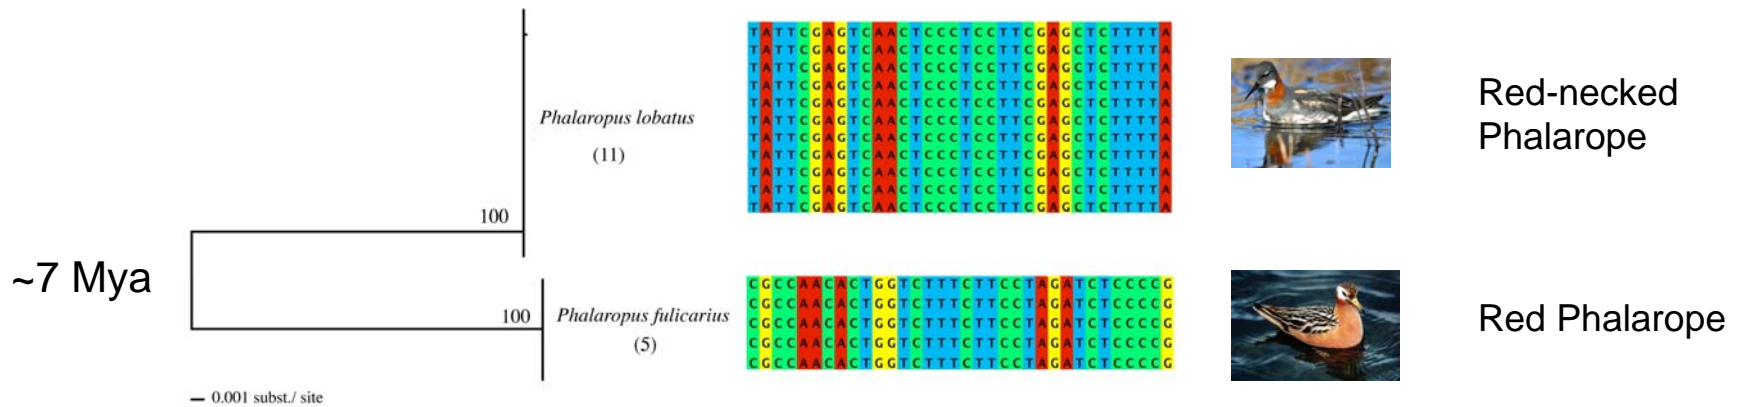 TATTCGAGTCAACTCCCTCCTTCGAGCTCTTTTA
TATTCGAGTCAACTCCCTCCTTCGAGCTCTTTTA
TATTCGAGTCAACTCCCTCCTTCGAGCTCTTTTA
TATTCGAGTCAACTCCCTCCTTCGAGCTCTTTTA
TATTCGAGTCAACTCCCTCCTTCGAGCTCTTTTA
TATTCGAGTCAACTCCCTCCTTCGAGCTCTTTTA
TATTCGAGTCAACTCCCTCCTTCGAGCTCTTTTA
TATTCGAGTCAACTCCCTCCTTCGAGCTCTTTTA
TATTCGAGTCAACTCCCTCCTTCGAGCTCTTTTA
TATTCGAGTCAACTCCCTCCTTCGAGCTCTTTTA
TATTCGAGTCAACTCCCTCCTTCGAGCTCTTTTA
Phalaropus lobatus
(11)
Red-necked
Phalarope
100
~7 Mya
100
Phalaropus fulicarius
(5)
CGCCAACACTGGTCTTTCTTCCTAGATCTCCCCG
CGCCAACACTGGTCTTTCTTCCTAGATCTCCCCG
CGCCAACACTGGTCTTTCTTCCTAGATCTCCCCG
CGCCAACACTGGTCTTTCTTCCTAGATCTCCCCG
CGCCAACACTGGTCTTTCTTCCTAGATCTCCCCG
Red Phalarope
0.001 subst./ site